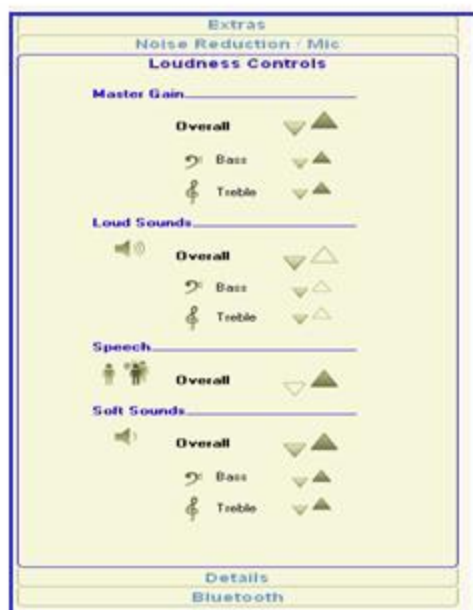 Extras
Noise Reduction / Mic
Loudness Controls
Master Gain
Overall
Bass
Treble
Loud Sounds
Overall
Bass
Treble
Speech
Overall
Soft Sounds
Overall
Bass
Treble
Details
Bluetooth